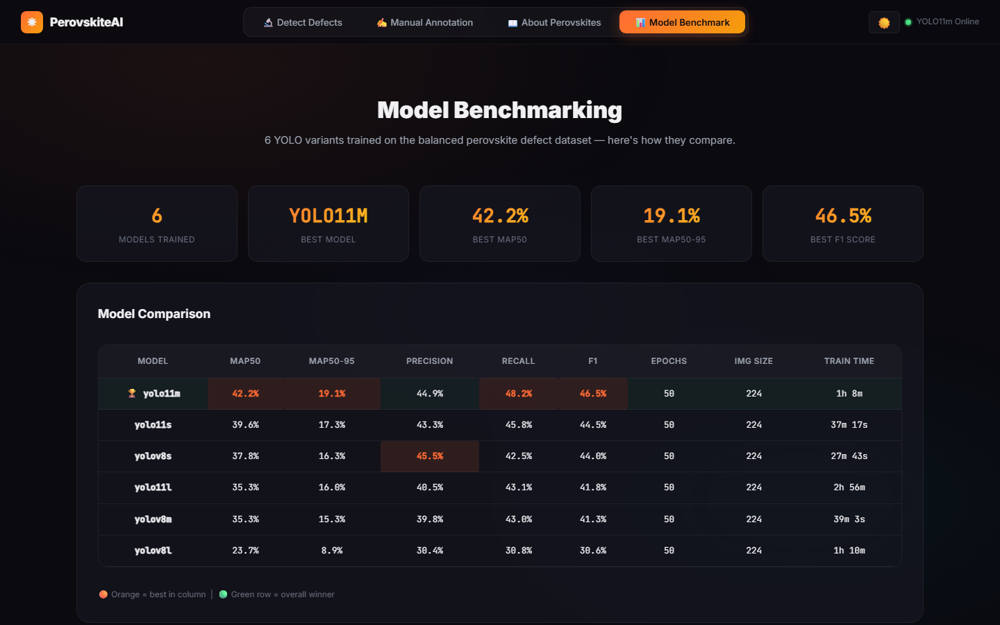 PerovskiteAI
🔬 Detect Defects
✍️ Manual Annotation
📖 About Perovskites
📊 Model Benchmark
YOLO11m Online
Model Benchmarking
6 YOLO variants trained on the balanced perovskite defect dataset — here's how they compare.
6
MODELS TRAINED
YOLO11M
BEST MODEL
42.2%
BEST MAP50
19.1%
BEST MAP50-95
46.5%
BEST F1 SCORE
Model Comparison
MODEL MAP50 MAP50-95 PRECISION RECALL F1 EPOCHS IMG SIZE TRAIN TIME
🏆 yolo11m 42.2% 19.1% 44.9% 48.2% 46.5% 50 224 1h 8m
yolo11s 39.6% 17.3% 43.3% 45.8% 44.5% 50 224 37m 17s
yolov8s 37.8% 16.3% 45.5% 42.5% 44.0% 50 224 27m 43s
yolo11l 35.3% 16.0% 40.5% 43.1% 41.8% 50 224 2h 56m
yolov8m 35.3% 15.3% 39.8% 43.0% 41.3% 50 224 39m 3s
yolov8l 23.7% 8.9% 30.4% 30.8% 30.6% 50 224 1h 10m
Orange = best in column | Green row = overall winner